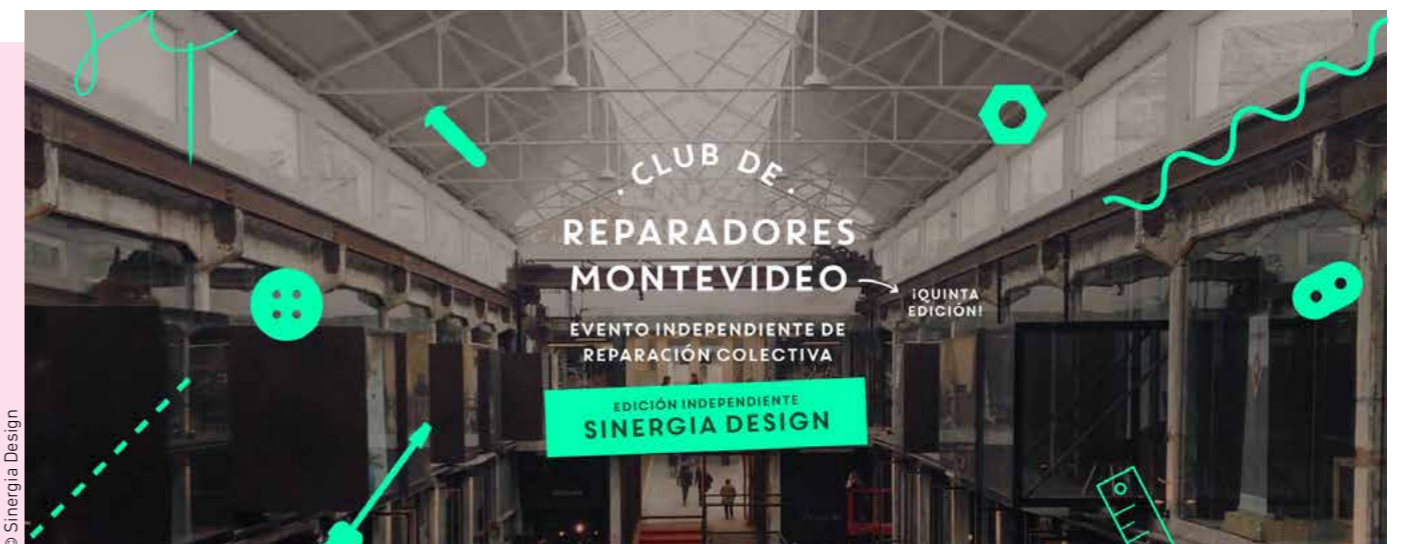 . CLUB DE .
REPARADORES
MONTEVIDEO
¡QUINTA
EDICIÓN!
EVENTO INDEPENDIENTE DE
REPARACIÓN COLECTIVA
EDICIÓN INDEPENDIENTE
SINERGIA DESIGN
© Sinergia Design